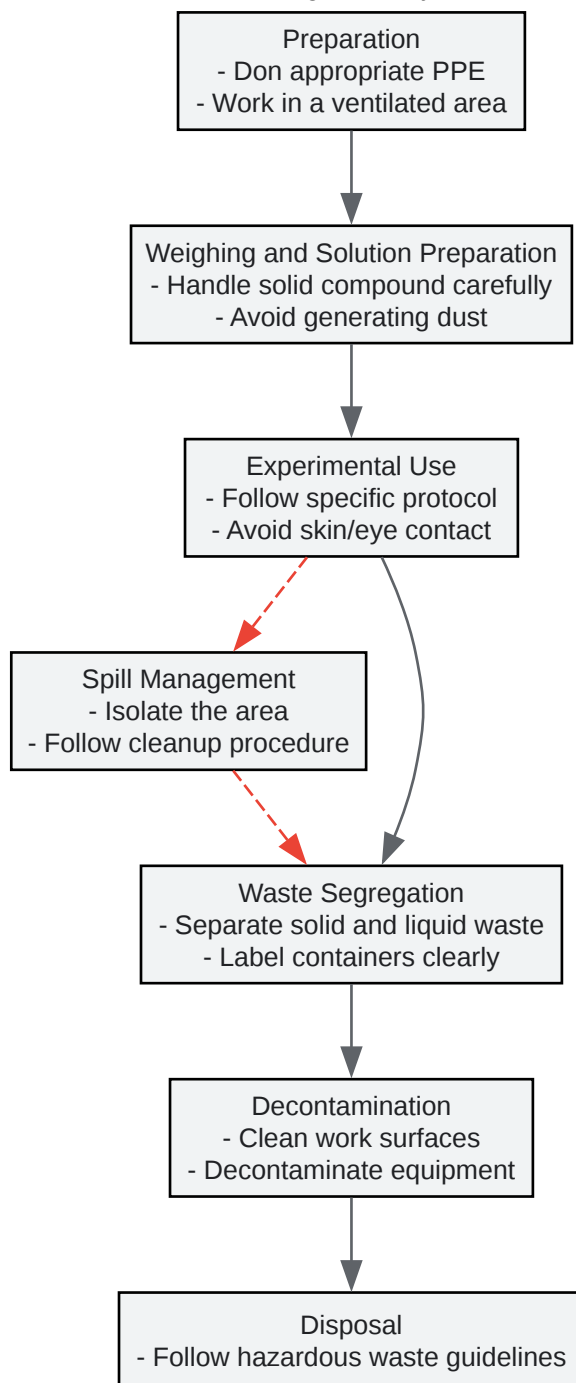 Preparation
- Don appropriate PPE
- Work in a ventilated area
Weighing and Solution Preparation
- Handle solid compound carefully
- Avoid generating dust
Experimental Use
- Follow specific protocol
- Avoid skin/eye contact
Spill Management
- Isolate the area
- Follow cleanup procedure
Waste Segregation
- Separate solid and liquid waste
- Label containers clearly
Decontamination
- Clean work surfaces
- Decontaminate equipment
Disposal
- Follow hazardous waste guidelines